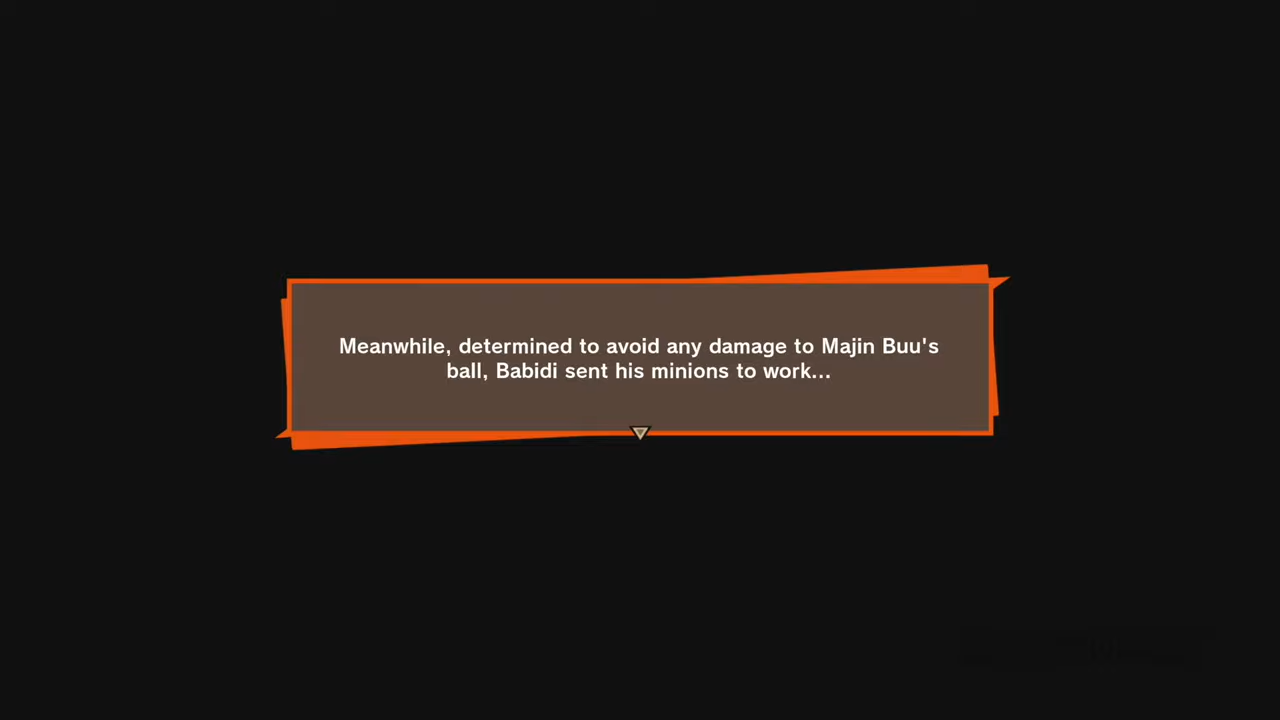 Meanwhile, determined to avoid any damage to Majin Buu's
ball, Babidi sent his minions to work...